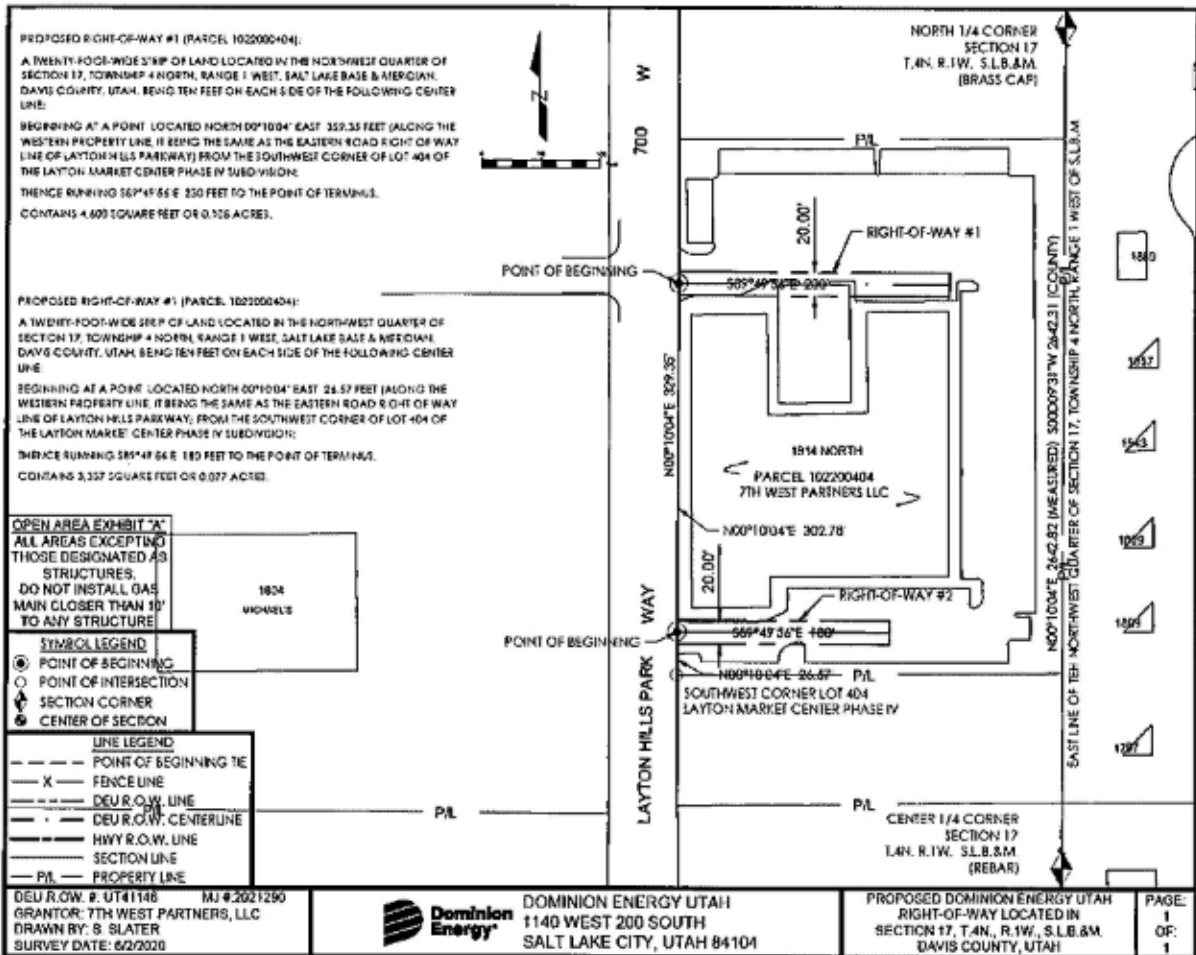 PROPOSED RIGHT-OF-WAY #1 (PARCEL 1022000404):
A TWENTY-FOOT-WIDE STRIP OF LAND LOCATED IN THE NORTHWEST QUARTER OF
SECTION 17, TOWNSHIP 4 NORTH, RANGE 1 WEST, SALT LAKE BASE & MERIDIAN,
DAVIS COUNTY, UTAH, BEING TEN FEET ON EACH SIDE OF THE FOLLOWING CENTER
LINE:
BEGINNING AT A POINT LOCATED NORTH 00°10'04" EAST 359.35 FEET (ALONG THE
WESTERN PROPERTY LINE, IT BEING THE SAME AS THE EASTERN ROAD RIGHT OF WAY
LINE OF LAYTON HILLS PARKWAY) FROM THE SOUTHWEST CORNER OF LOT 404 OF
THE LAYTON MARKET CENTER PHASE IV SUBDIVISION;
THENCE RUNNING S89°49'56"E 230 FEET TO THE POINT OF TERMINUS.
CONTAINS 4,600 SQUARE FEET OR 0.106 ACRES.
PROPOSED RIGHT-OF-WAY #1 (PARCEL 1022000404):
A TWENTY-FOOT-WIDE STRIP OF LAND LOCATED IN THE NORTHWEST QUARTER OF
SECTION 17, TOWNSHIP 4 NORTH, RANGE 1 WEST, SALT LAKE BASE & MERIDIAN,
DAVIS COUNTY, UTAH, BEING TEN FEET ON EACH SIDE OF THE FOLLOWING CENTER
LINE:
BEGINNING AT A POINT LOCATED NORTH 00°10'04" EAST 26.57 FEET (ALONG THE
WESTERN PROPERTY LINE, IT BEING THE SAME AS THE EASTERN ROAD RIGHT OF WAY
LINE OF LAYTON HILLS PARKWAY) FROM THE SOUTHWEST CORNER OF LOT 404 OF
THE LAYTON MARKET CENTER PHASE IV SUBDIVISION;
THENCE RUNNING S89°49'56"E 180 FEET TO THE POINT OF TERMINUS.
CONTAINS 3,357 SQUARE FEET OR 0.077 ACRES.
OPEN AREA EXHIBIT "A"
ALL AREAS EXCEPTING
THOSE DESIGNATED AS
STRUCTURES.
DO NOT INSTALL GAS
MAIN CLOSER THAN 10'
TO ANY STRUCTURE
SYMBOL LEGEND
POINT OF BEGINNING
POINT OF INTERSECTION
SECTION CORNER
CENTER OF SECTION
LINE LEGEND
POINT OF BEGINNING TIE
X FENCE LINE
DEU R.O.W. LINE
DEU R.O.W. CENTERLINE
HWY R.O.W. LINE
SECTION LINE
P/L PROPERTY LINE
P/L
P/L
1804
MICHAEL'S
N
700 W
LAYTON HILLS PARK WAY
NORTH 1/4 CORNER
SECTION 17
T.4N, R.1W, S.L.B.&M.
(BRASS CAP)
P/L
20.00'
RIGHT-OF-WAY #1
POINT OF BEGINNING
S89°49'56"E 230'
N00°10'04"E 329.35'
1914 NORTH
PARCEL 102200404
7TH WEST PARTNERS LLC
N00°10'04"E 302.78'
20.00'
RIGHT-OF-WAY #2
POINT OF BEGINNING
S89°49'56"E 180'
N00°10'04"E 26.57'
P/L
SOUTHWEST CORNER LOT 404
LAYTON MARKET CENTER PHASE IV
P/L
CENTER 1/4 CORNER
SECTION 17
T.4N. R.1W. S.L.B.&M.
(REBAR)
N00°10'04"E 2642.82 (MEASURED) S00°09'31"W 2642.31 (COUNTY)
P/L
P/L
EAST LINE OF TEH NORTHWEST QUARTER OF SECTION 17, TOWNSHIP 4 NORTH, RANGE 1 WEST OF S.L.B.M
1809
DEU R.OW. #: UT41146 MJ #:2021290
GRANTOR: 7TH WEST PARTNERS, LLC
DRAWN BY: S. SLATER
SURVEY DATE: 6/2/2020
Dominion
Energy®
DOMINION ENERGY UTAH
1140 WEST 200 SOUTH
SALT LAKE CITY, UTAH 84104
PROPOSED DOMINION ENERGY UTAH
RIGHT-OF-WAY LOCATED IN
SECTION 17, T.4N., R.1W., S.L.B.&M.
DAVIS COUNTY, UTAH
PAGE:
1
OF:
1